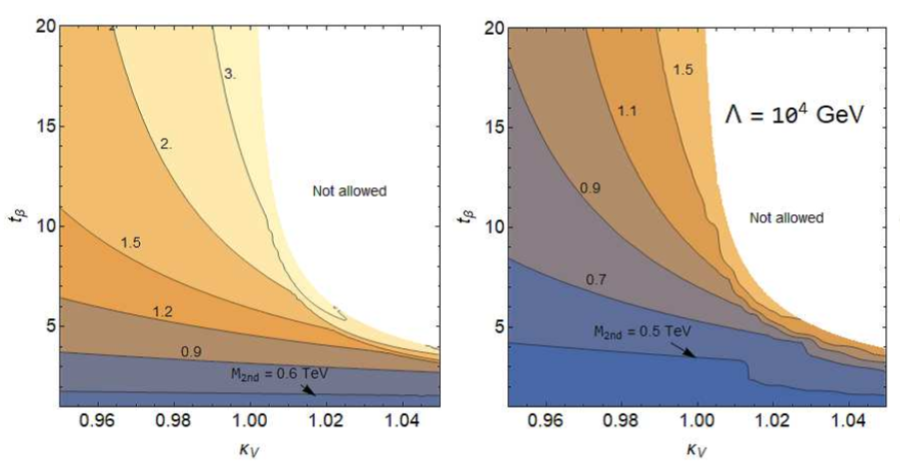 20
15
10
5
t_β
3.
2.
1.5
1.2
0.9
M_2nd = 0.6 TeV
Not allowed
0.96 0.98 1.00 1.02 1.04
κ_V
20
15
10
5
t_β
1.5
1.1
0.9
0.7
M_2nd = 0.5 TeV
Λ = 10⁴ GeV
Not allowed
0.96 0.98 1.00 1.02 1.04
κ_V